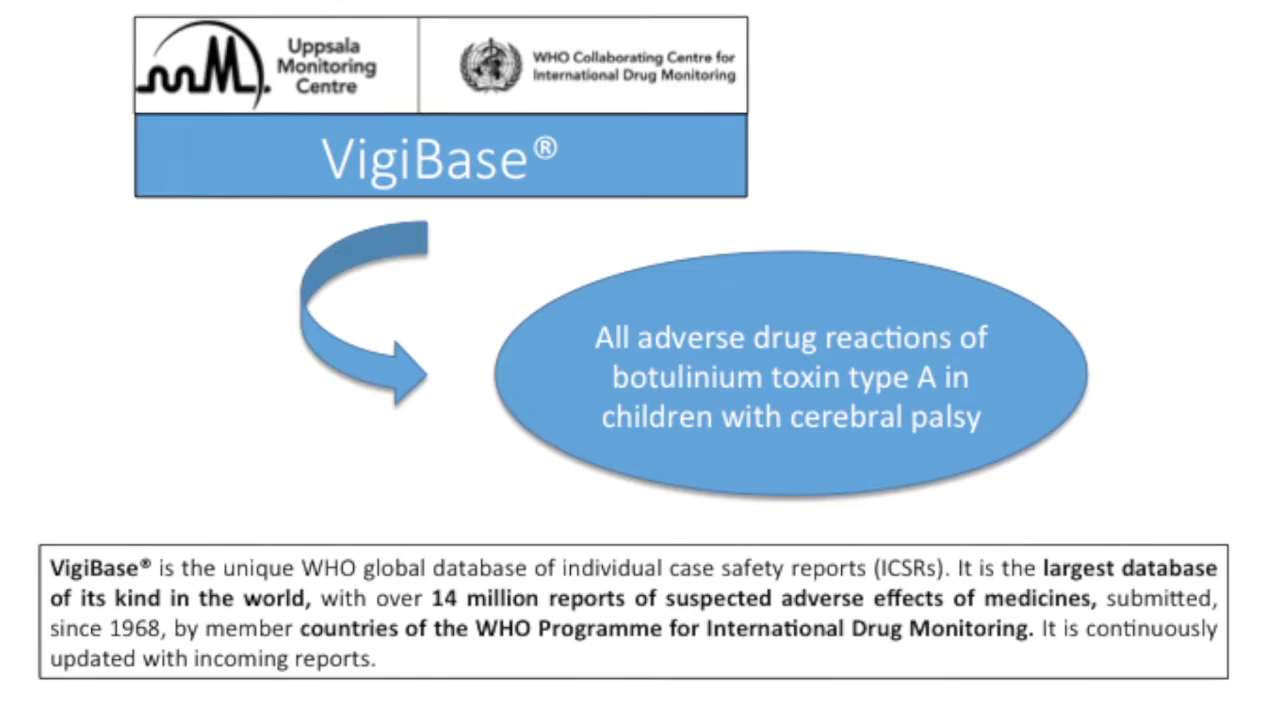 Uppsala
Monitoring
Centre
WHO Collaborating Centre for
International Drug Monitoring
VigiBase®
All adverse drug reactions of
botulinium toxin type A in
children with cerebral palsy
VigiBase® is the unique WHO global database of individual case safety reports (ICSRs). It is the largest database
of its kind in the world, with over 14 million reports of suspected adverse effects of medicines, submitted,
since 1968, by member countries of the WHO Programme for International Drug Monitoring. It is continuously
updated with incoming reports.